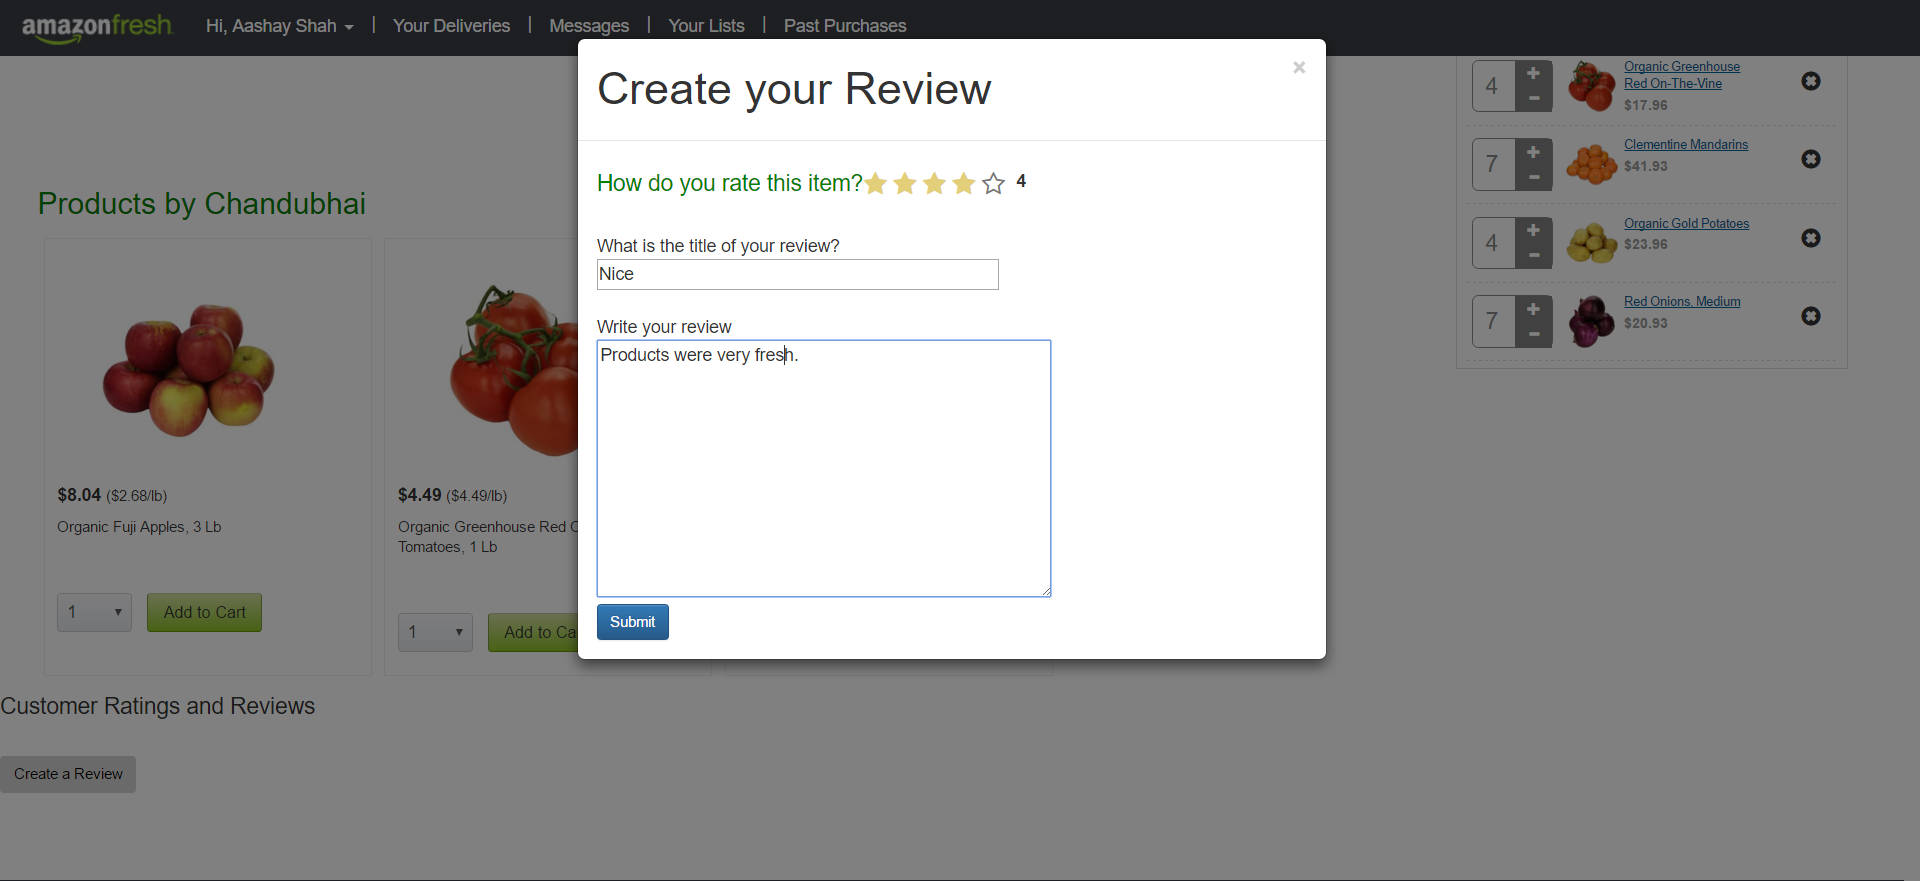 amazonfresh Hi, Aashay Shah | Your Deliveries | Messages | Your Lists | Past Purchases
Create your Review ×
How do you rate this item? 4
What is the title of your review?
Nice
Write your review
Products were very fresh.
Submit
Products by Chandubhai
$8.04 ($2.68/lb)
Organic Fuji Apples, 3 Lb
1 Add to Cart
$4.49 ($4.49/lb)
Organic Greenhouse Red
Tomatoes, 1 Lb
1 Add to Ca
4 Organic Greenhouse
Red On-The-Vine
$17.96
7 Clementine Mandarins
$41.93
4 Organic Gold Potatoes
$23.96
7 Red Onions, Medium
$20.93
Customer Ratings and Reviews
Create a Review